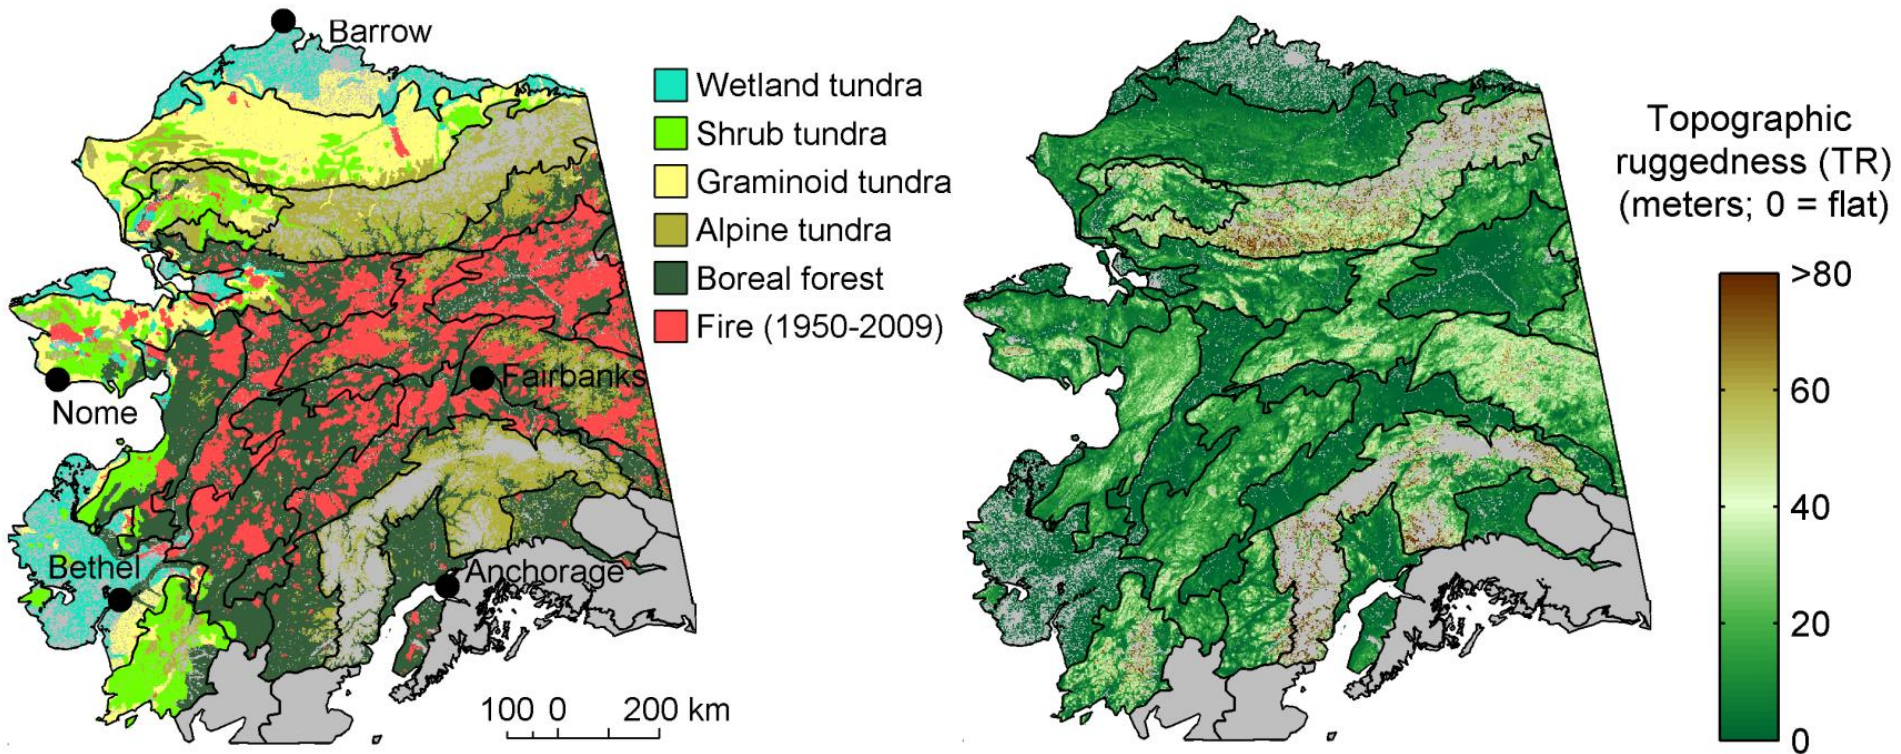 Barrow
Wetland tundra
Shrub tundra
Graminoid tundra
Alpine tundra
Boreal forest
Fire (1950-2009)
Fairbanks
Nome
Bethel
Anchorage
100 0 200 km
Topographic
ruggedness (TR)
(meters; 0 = flat)
>80
60
40
20
0